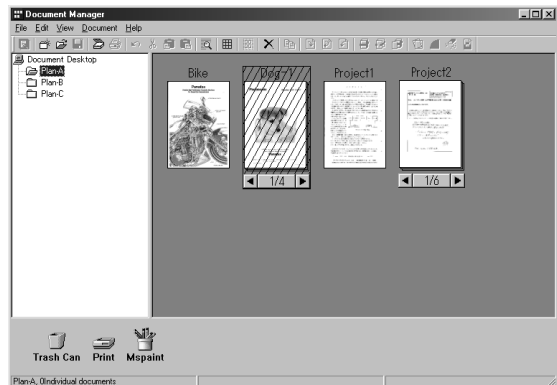 Document Manager
File Edit View Document Help
Document Desktop
Plan-A
Plan-B
Plan-C
Bike
Dog-1
Project1
Project2
1/4
1/6
Trash Can
Print
Mspaint
Plan-A, 0Individual documents